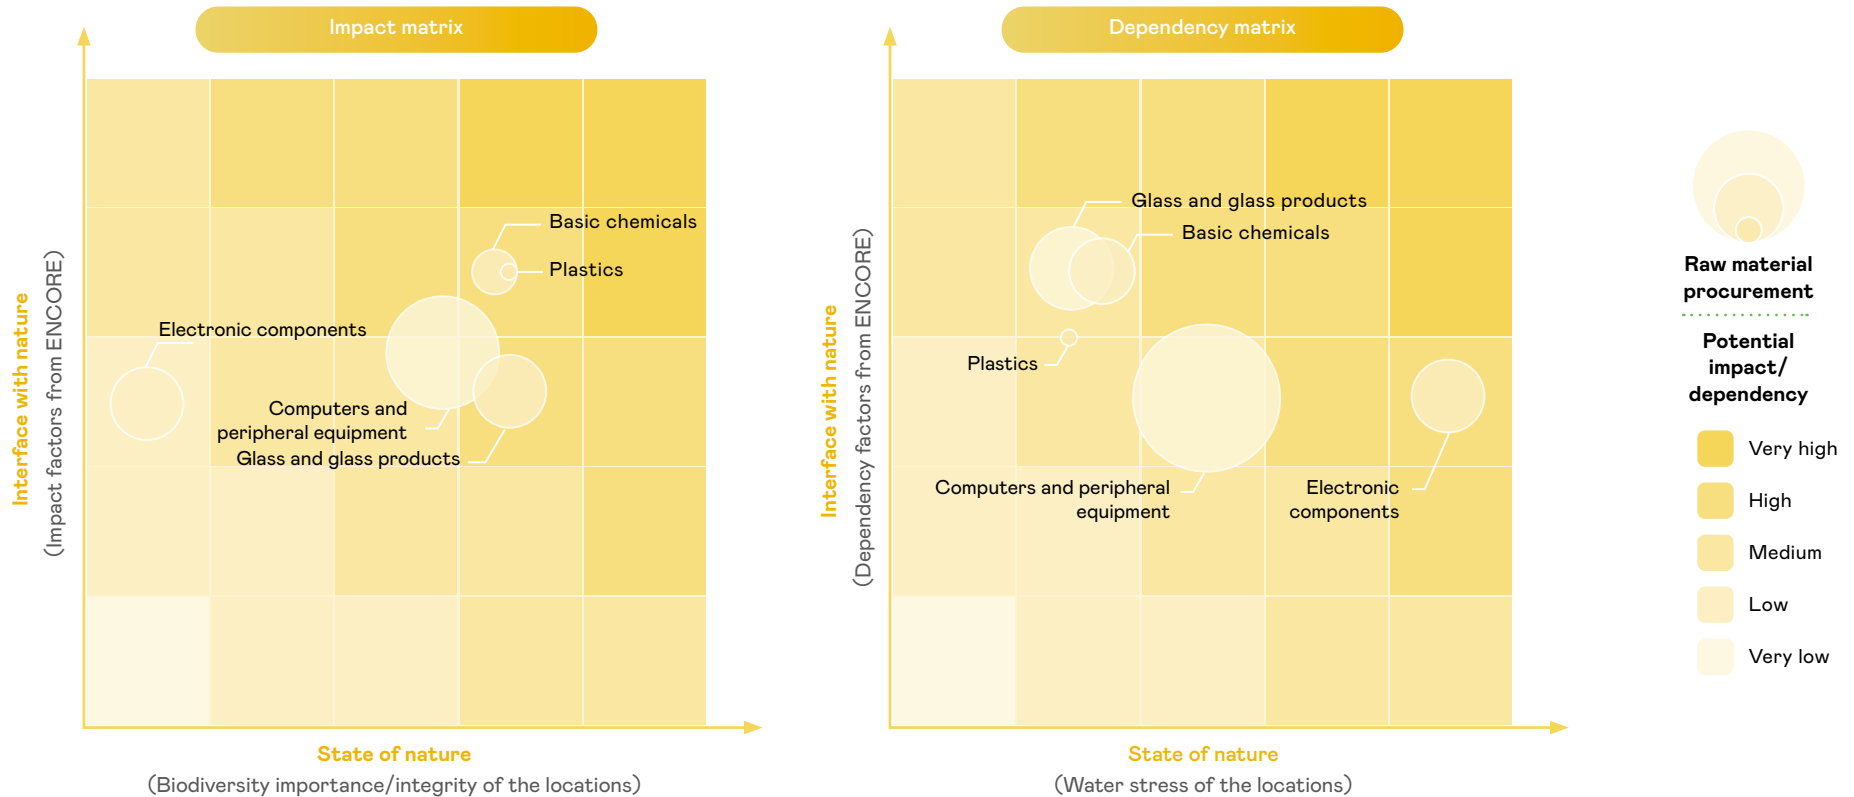 Impact matrix
Interface with nature
(Impact factors from ENCORE)
Basic chemicals
Plastics
Electronic components
Computers and
peripheral equipment
Glass and glass products
State of nature
(Biodiversity importance/integrity of the locations)
Dependency matrix
Interface with nature
(Dependency factors from ENCORE)
Glass and glass products
Basic chemicals
Plastics
Computers and peripheral
equipment
Electronic
components
State of nature
(Water stress of the locations)
Raw material
procurement
Potential
impact/
dependency
Very high
High
Medium
Low
Very low